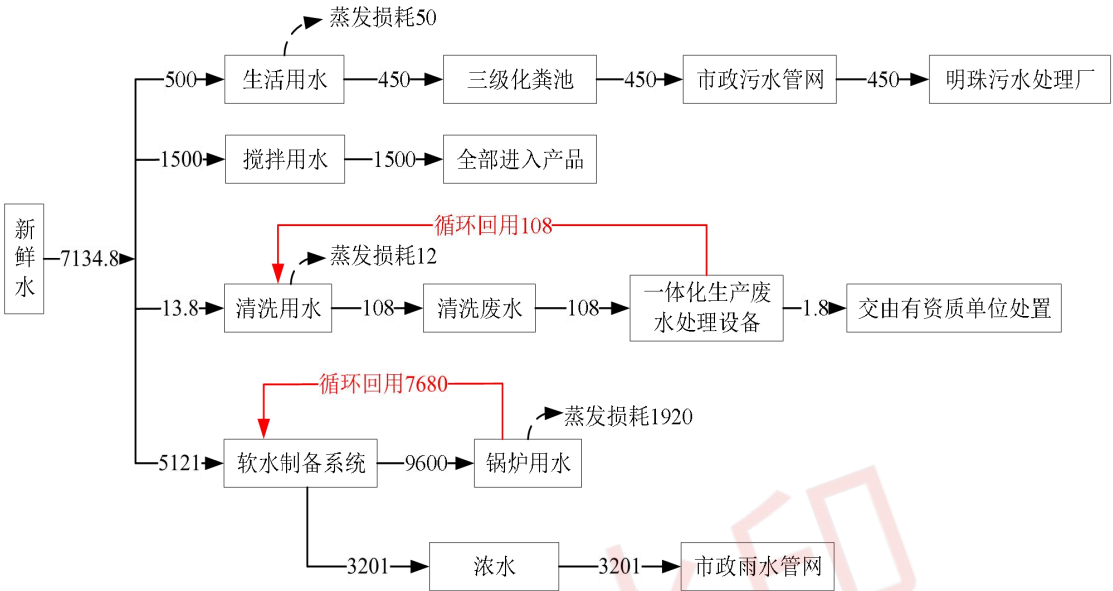 蒸发损耗50
500
生活用水
450
三级化粪池
450
市政污水管网
450
明珠污水处理厂
1500
搅拌用水
1500
全部进入产品
新鲜水
7134.8
循环回用108
蒸发损耗12
13.8
清洗用水
108
清洗废水
108
一体化生产废
水处理设备
1.8
交由有资质单位处置
循环回用7680
蒸发损耗1920
5121
软水制备系统
9600
锅炉用水
3201
浓水
3201
市政雨水管网
印